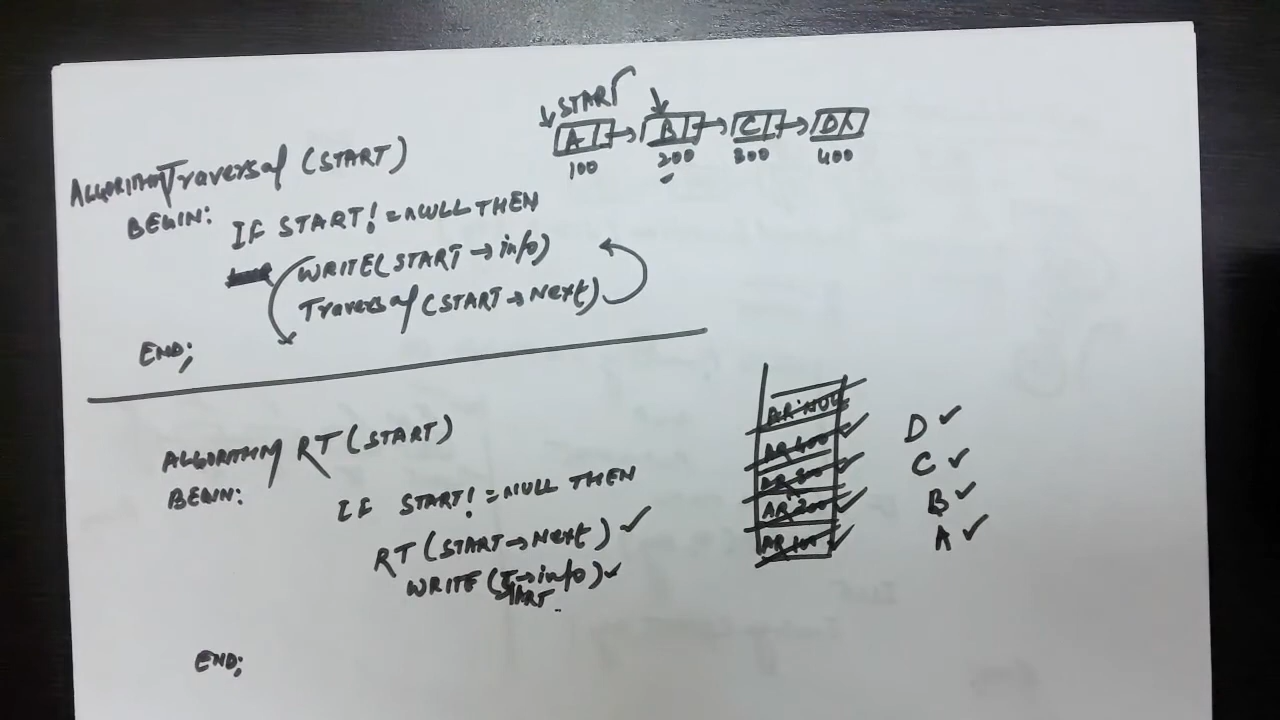 START
A B C D
100 200 300 400
ALGORITHM Traversal (START)
BEGIN:
IF START! = NULL THEN
WRITE(START → info)
Traversal (START → Next)
END;
ALGORITHM RT (START)
BEGIN:
IF START! = NULL THEN
RT (START → Next) ✓
WRITE (START → info) ✓
END;
AR 400 ✓
AR 300 ✓
AR 200 ✓
AR 100 ✓
D ✓
C ✓
B ✓
A ✓